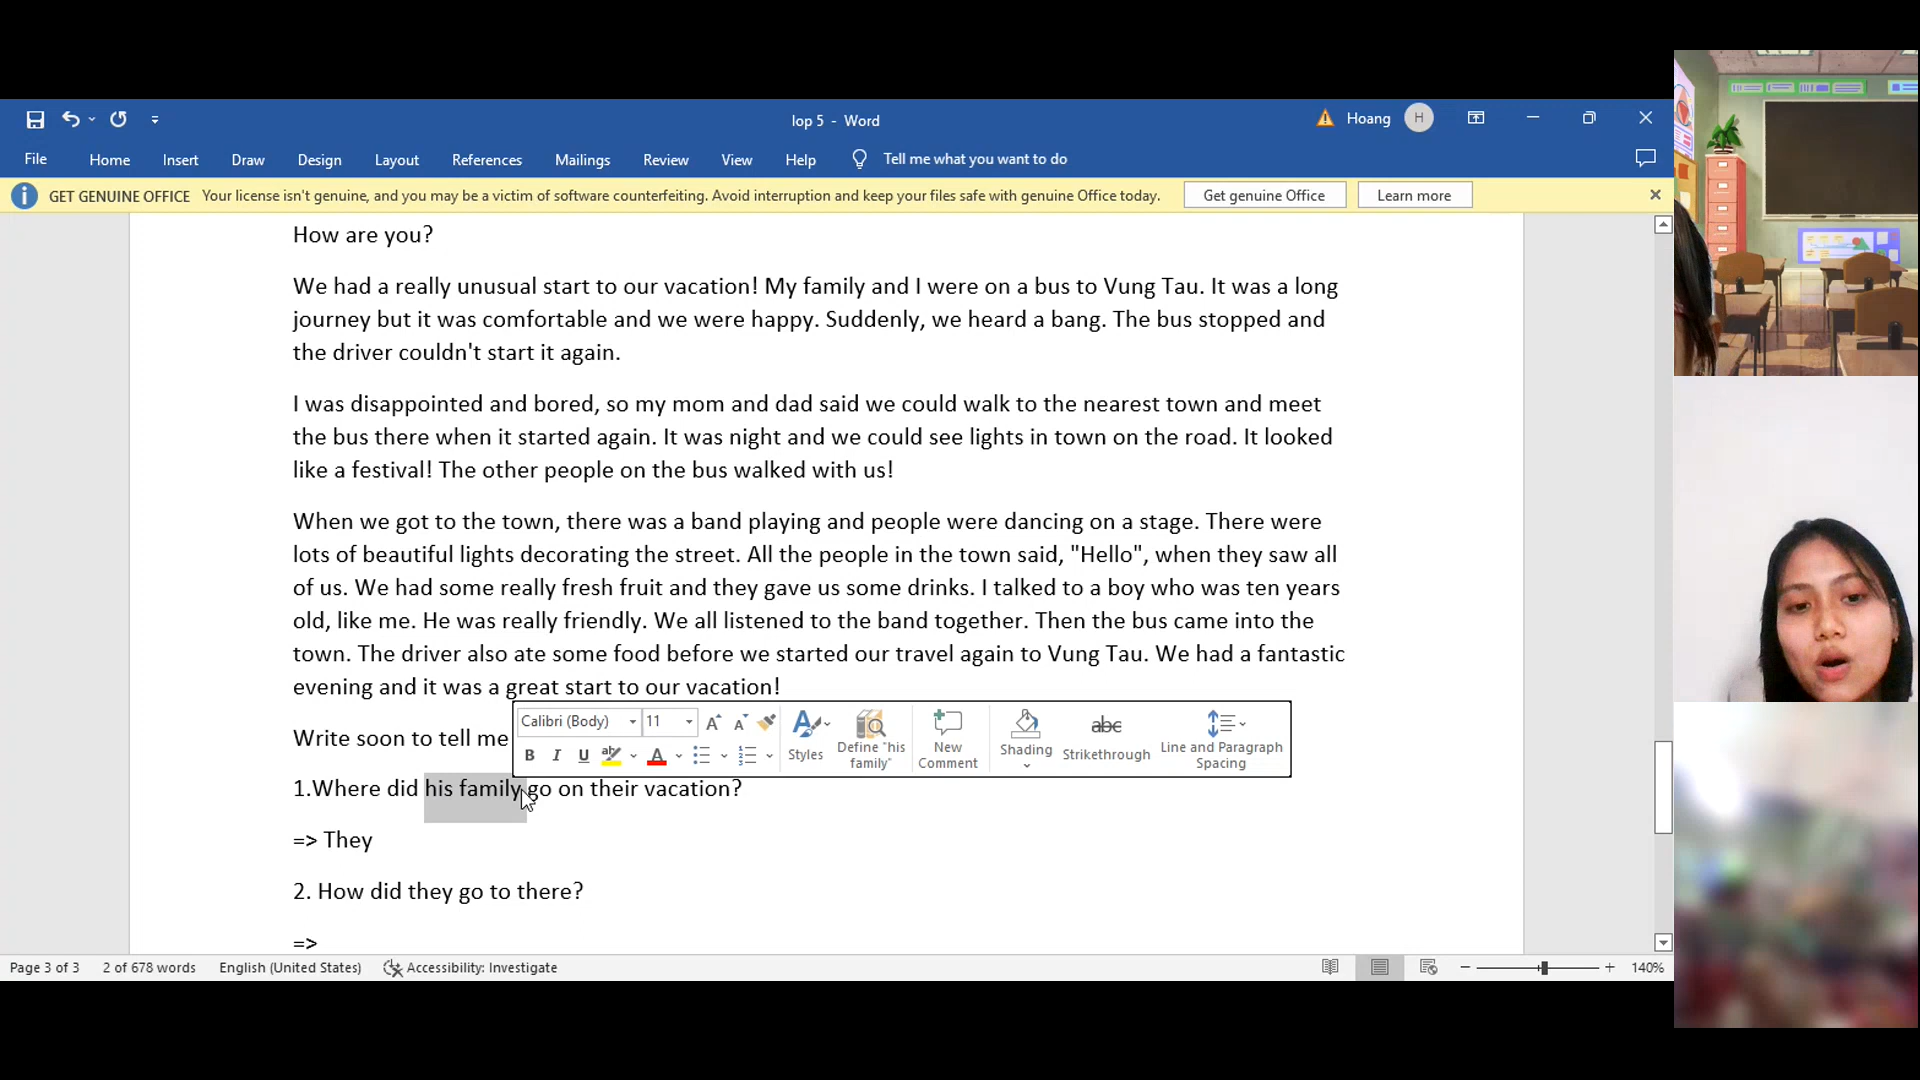 lop 5 - Word
Hoang
H
File
Home
Insert
Draw
Design
Layout
References
Mailings
Review
View
Help
Tell me what you want to do
GET GENUINE OFFICE Your license isn't genuine, and you may be a victim of software counterfeiting. Avoid interruption and keep your files safe with genuine Office today.
Get genuine Office
Learn more
How are you?
We had a really unusual start to our vacation! My family and I were on a bus to Vung Tau. It was a long
journey but it was comfortable and we were happy. Suddenly, we heard a bang. The bus stopped and
the driver couldn't start it again.
I was disappointed and bored, so my mom and dad said we could walk to the nearest town and meet
the bus there when it started again. It was night and we could see lights in town on the road. It looked
like a festival! The other people on the bus walked with us!
When we got to the town, there was a band playing and people were dancing on a stage. There were
lots of beautiful lights decorating the street. All the people in the town said, "Hello", when they saw all
of us. We had some really fresh fruit and they gave us some drinks. I talked to a boy who was ten years
old, like me. He was really friendly. We all listened to the band together. Then the bus came into the
town. The driver also ate some food before we started our travel again to Vung Tau. We had a fantastic
evening and it was a great start to our vacation!
Write soon to tell me
Calibri (Body)
11
A
A
B
I
U
ab
A
Styles
Define "his
family"
New
Comment
Shading
abc
Strikethrough
Line and Paragraph
Spacing
1.Where did his family go on their vacation?
=> They
2. How did they go to there?
=>
Page 3 of 3
2 of 678 words
English (United States)
Accessibility: Investigate
140%